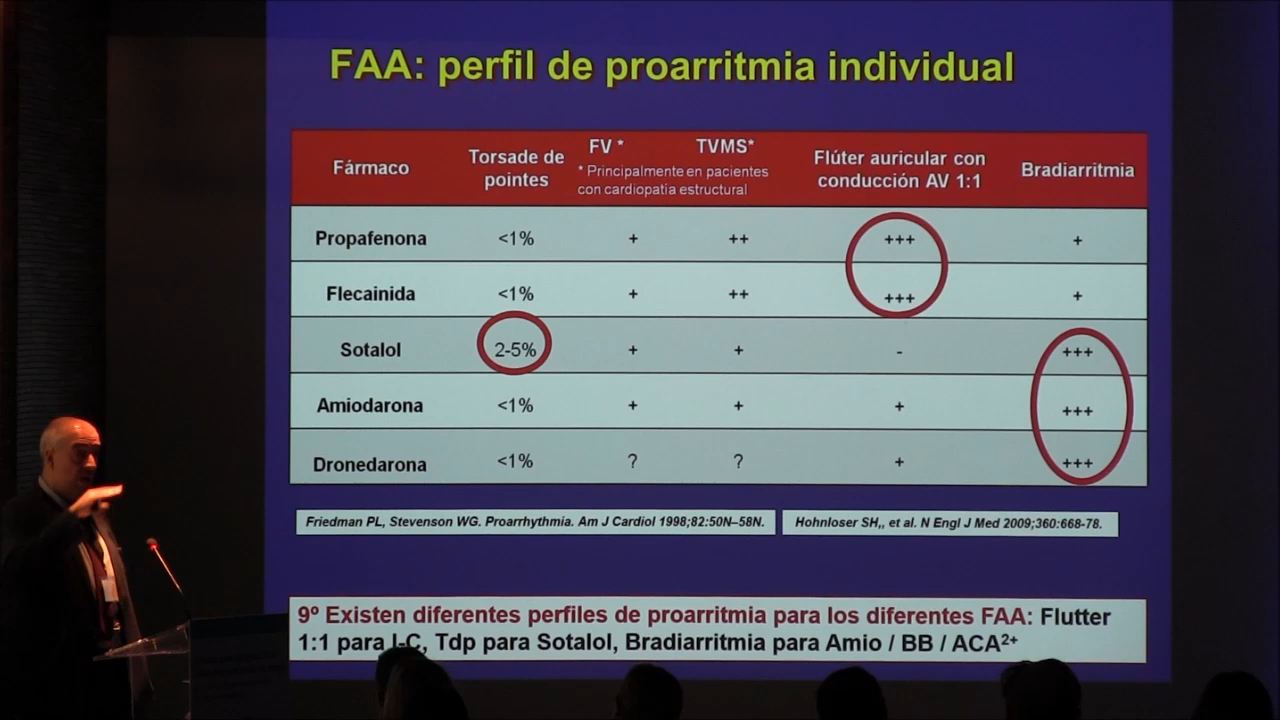 FAA: perfil de proarritmia individual
Fármaco
Torsade de
pointes
FV *
TVMS*
* Principalmente en pacientes
con cardiopatia estructural
Flúter auricular con
conducción AV 1:1
Bradiarritmia
Propafenona <1% + ++ +++ +
Flecainida <1% + ++ +++ +
Sotalol 2-5% + + - +++
Amiodarona <1% + + + +++
Dronedarona <1% ? ? + +++
Friedman PL, Stevenson WG. Proarrhythmia. Am J Cardiol 1998;82:50N–58N.
Hohnloser SH,, et al. N Engl J Med 2009;360:668-78.
9º Existen diferentes perfiles de proarritmia para los diferentes FAA: Flutter
1:1 para I-C, Tdp para Sotalol, Bradiarritmia para Amio / BB / ACA²⁺